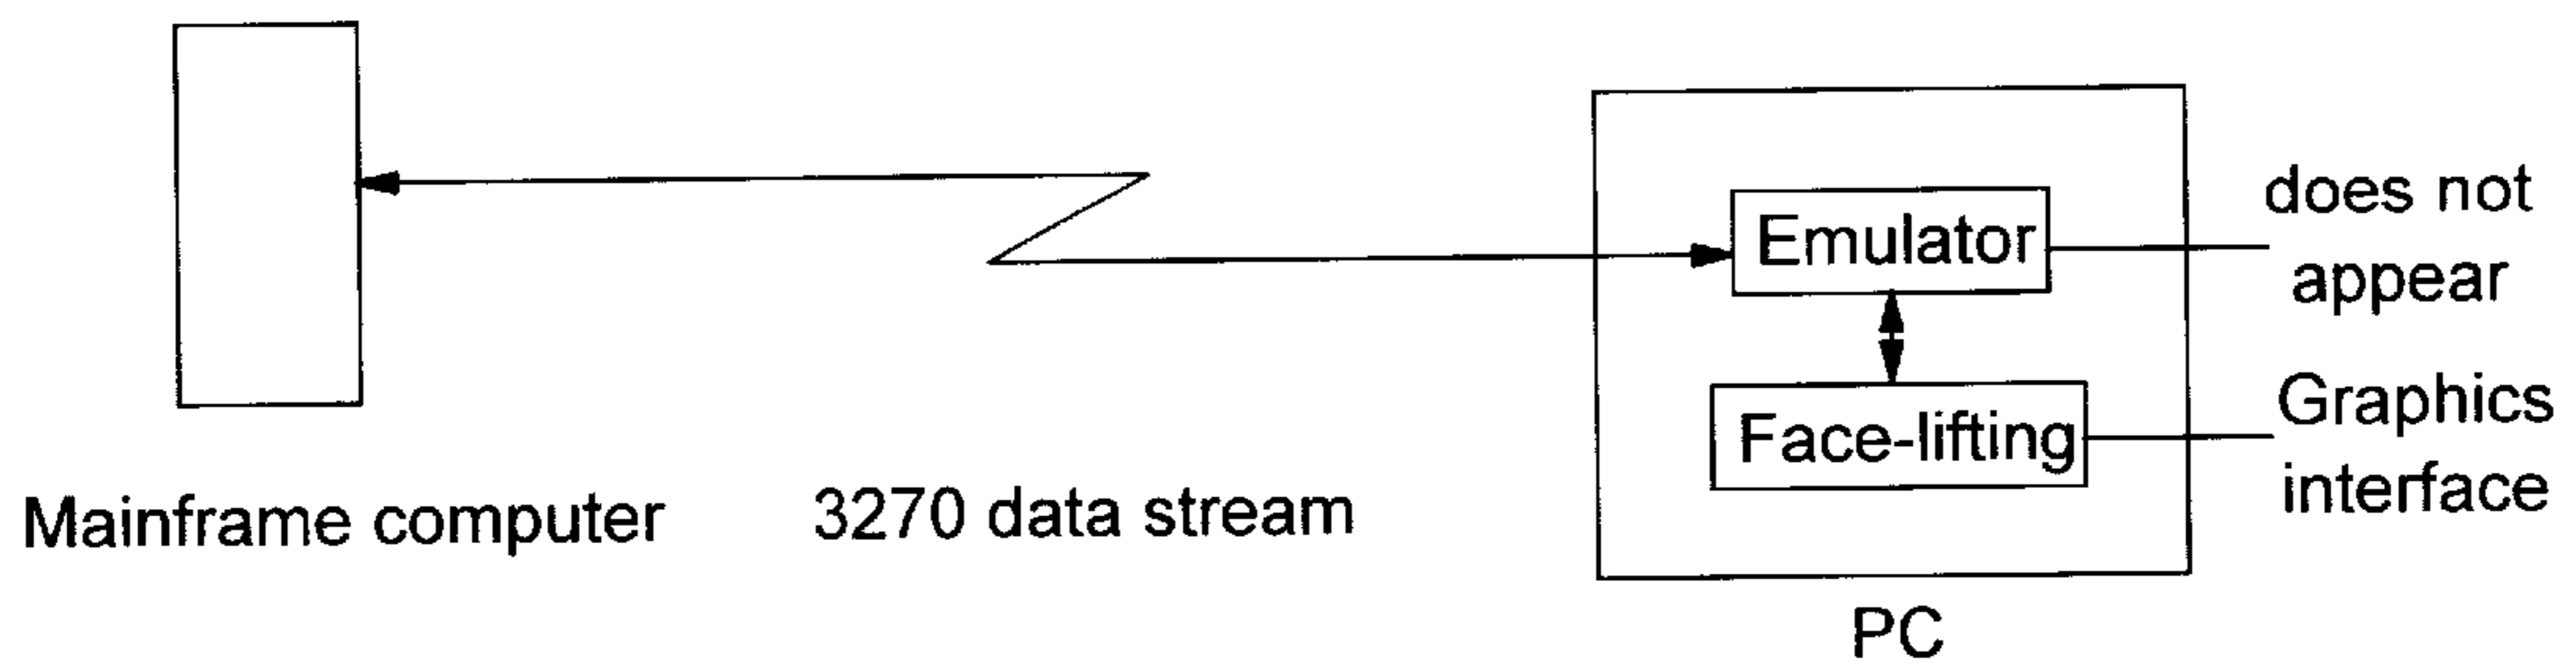 does not
appear
Emulator
Graphics
interface
Face-lifting
Mainframe computer
3270 data stream
PC